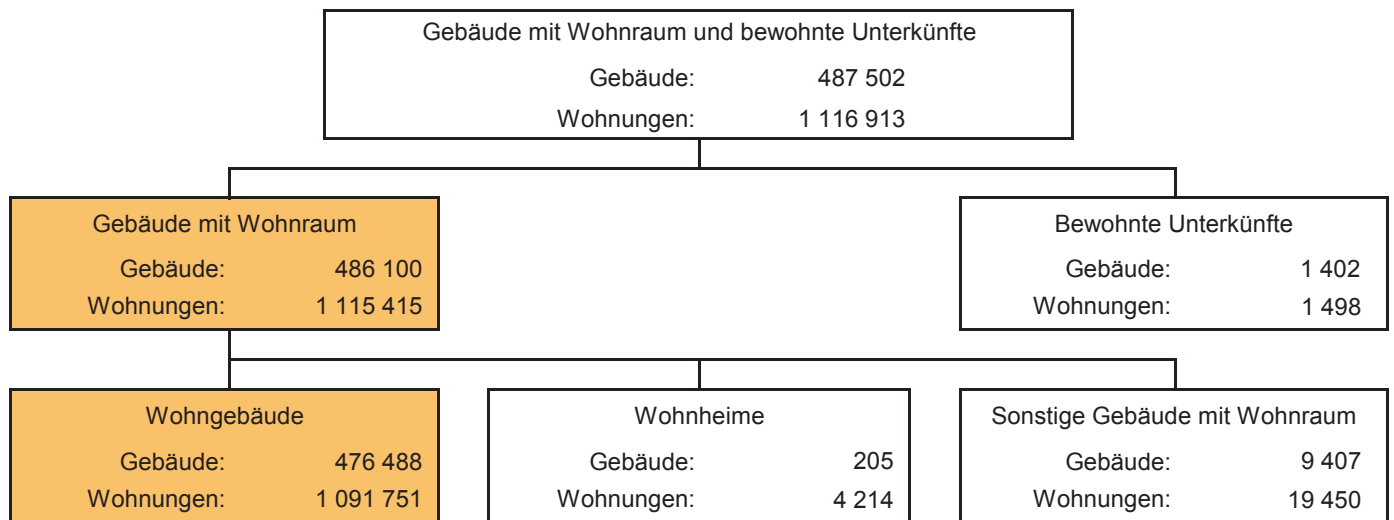 Gebäude mit Wohnraum und bewohnte Unterkünfte
Gebäude: 487 502
Wohnungen: 1 116 913
Gebäude mit Wohnraum
Gebäude: 486 100
Wohnungen: 1 115 415
Bewohnte Unterkünfte
Gebäude: 1 402
Wohnungen: 1 498
Wohngebäude
Gebäude: 476 488
Wohnungen: 1 091 751
Wohnheime
Gebäude: 205
Wohnungen: 4 214
Sonstige Gebäude mit Wohnraum
Gebäude: 9 407
Wohnungen: 19 450